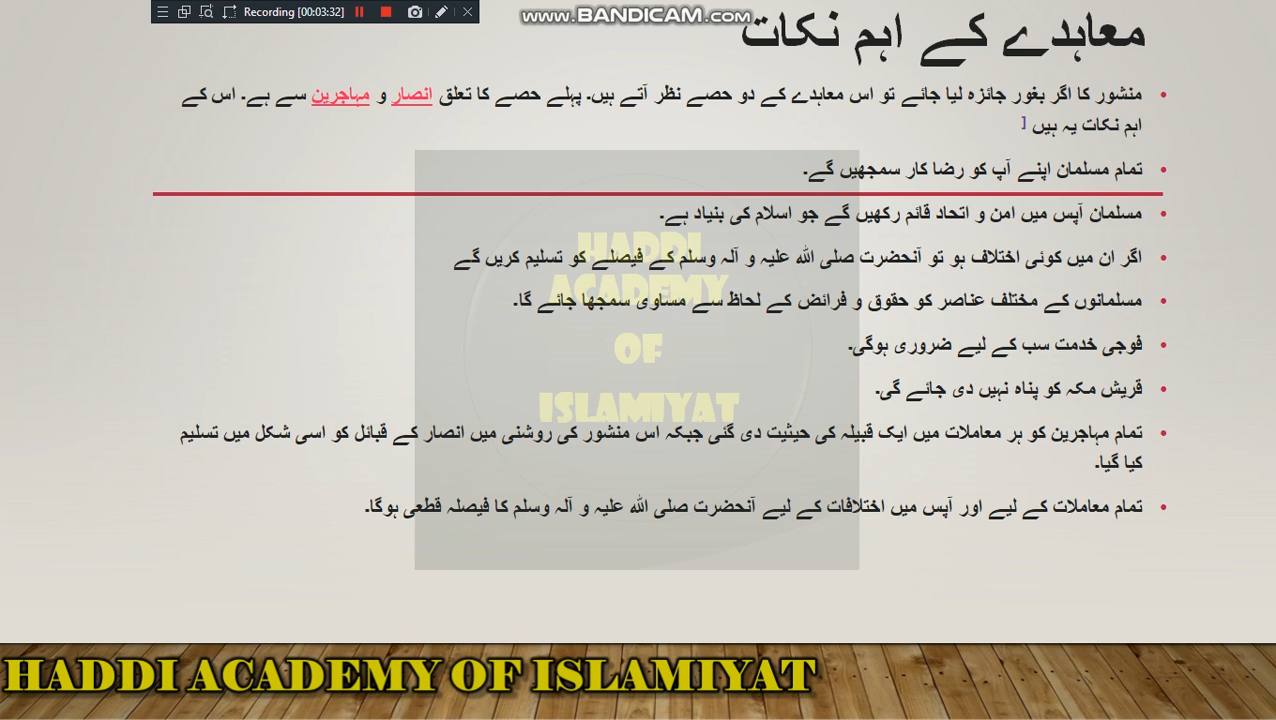 Recording [00:03:32]
www.BANDICAM.com
معاہدے کے اہم نکات
منشور کا اگر بغور جائزہ لیا جائے تو اس معاہدے کے دو حصے نظر آتے ہیں۔ پہلے حصے کا تعلق انصار و مہاجرین سے ہے۔ اس کے
اہم نکات یہ ہیں [
تمام مسلمان اپنے آپ کو رضا کار سمجھیں گے۔
مسلمان آپس میں امن و اتحاد قائم رکھیں گے جو اسلام کی بنیاد ہے۔
اگر ان میں کوئی اختلاف ہو تو آنحضرت صلی اللہ علیہ و آلہ وسلم کے فیصلے کو تسلیم کریں گے
مسلمانوں کے مختلف عناصر کو حقوق و فرائض کے لحاظ سے مساوی سمجھا جائے گا۔
فوجی خدمت سب کے لیے ضروری ہوگی۔
قریش مکہ کو پناہ نہیں دی جائے گی۔
تمام مہاجرین کو ہر معاملات میں ایک قبیلہ کی حیثیت دی گئی جبکہ اس منشور کی روشنی میں انصار کے قبائل کو اسی شکل میں تسلیم
کیا گیا۔
تمام معاملات کے لیے اور آپس میں اختلافات کے لیے آنحضرت صلی اللہ علیہ و آلہ وسلم کا فیصلہ قطعی ہوگا۔
HADDI
ACADEMY
OF
ISLAMIYAT
HADDI ACADEMY OF ISLAMIYAT